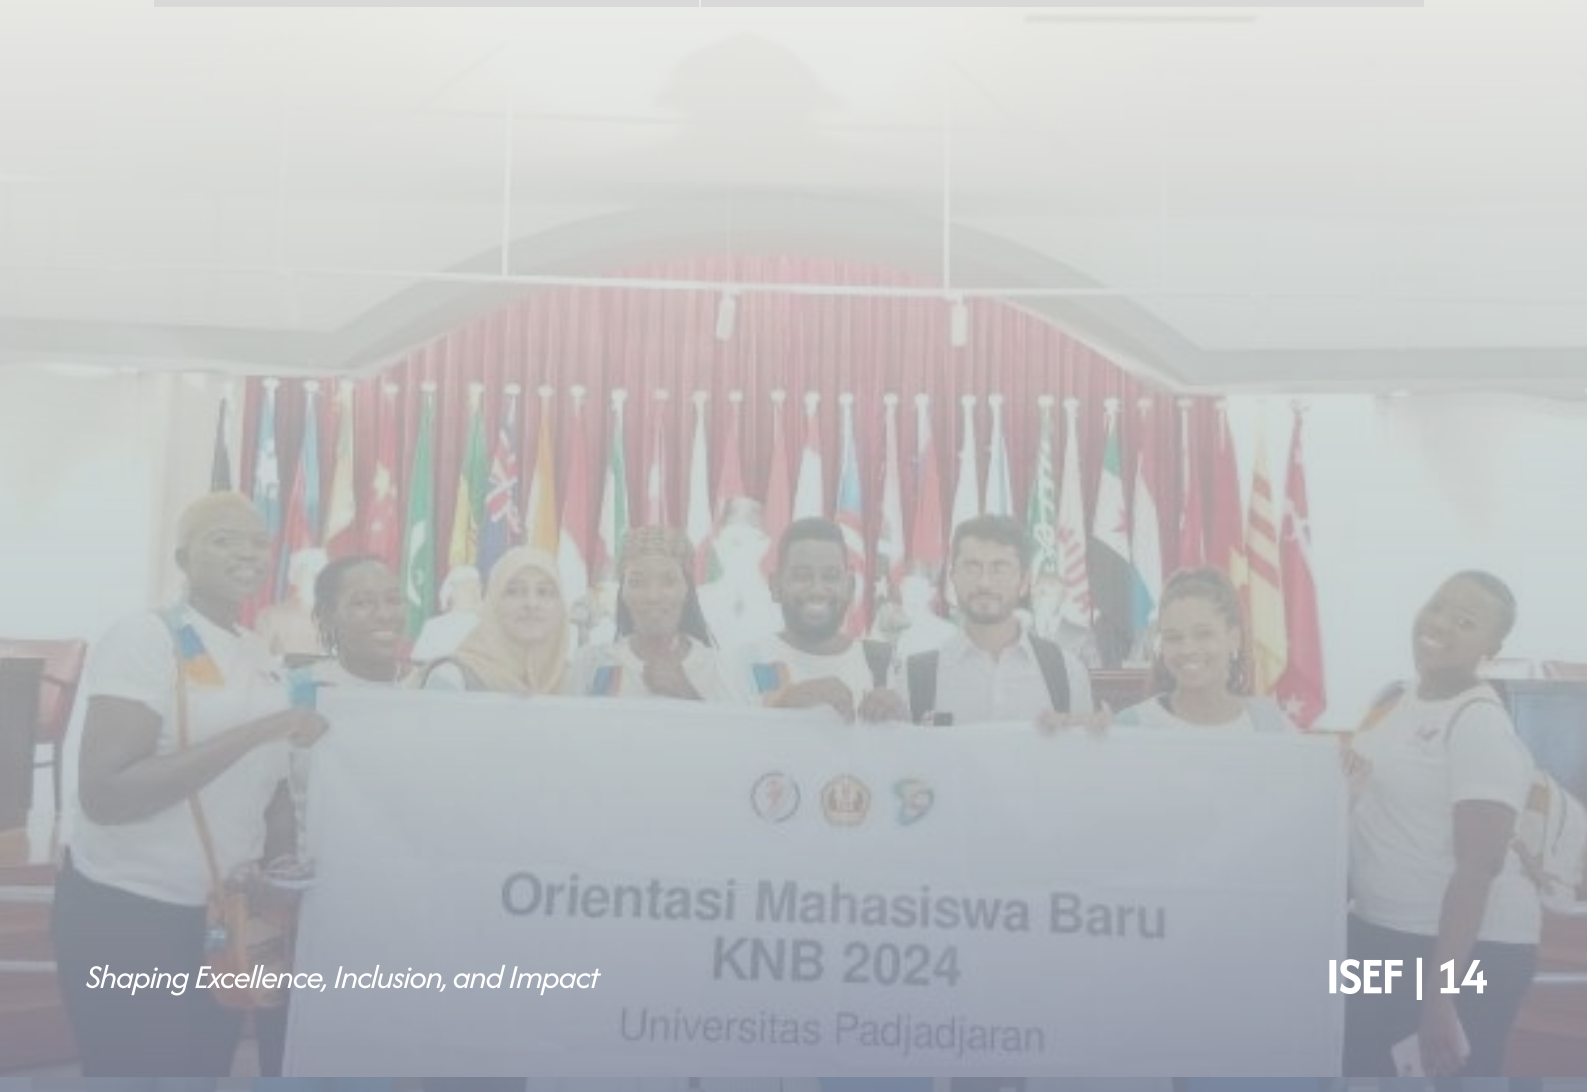 Orientasi Mahasiswa Baru
KNB 2024
Universitas Padjadjaran
Shaping Excellence, Inclusion, and Impact
ISEF | 14